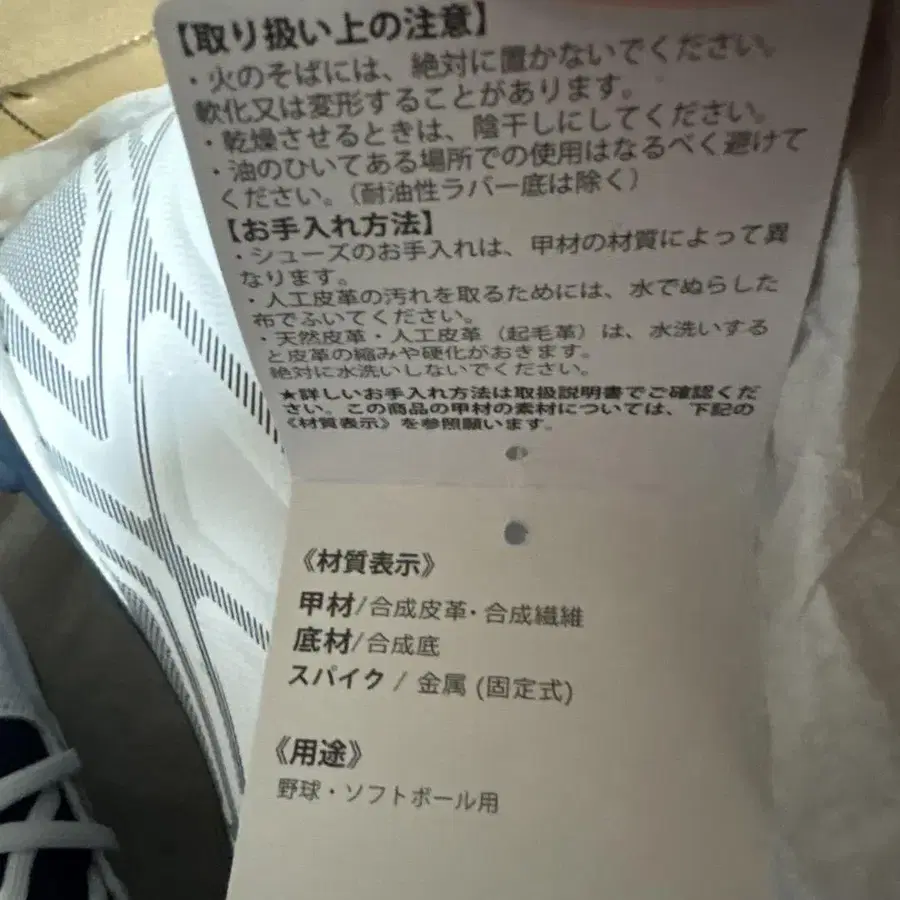 【取り扱い上の注意】
・火のそばには、絶対に置かないでください。
軟化又は変形することがあります。
・乾燥させるときは、陰干しにしてください。
・油のひいてある場所での使用はなるべく避けて
ください。（耐油性ラバー底は除く）
【お手入れ方法】
・シューズのお手入れは、甲材の材質によって異
なります。
・人工皮革の汚れを取るためには、水でぬらした
布でふいてください。
・天然皮革・人工皮革（起毛革）は、水洗いする
と皮革の縮みや硬化がおきます。
絶対に水洗いしないでください。
★詳しいお手入れ方法は取扱説明書でご確認くだ
さい。この商品の甲材の素材については、下記の
《材質表示》を参照願います。
《材質表示》
甲材/合成皮革・合成繊維
底材/合成底
スパイク / 金属 (固定式)
《用途》
野球・ソフトボール用